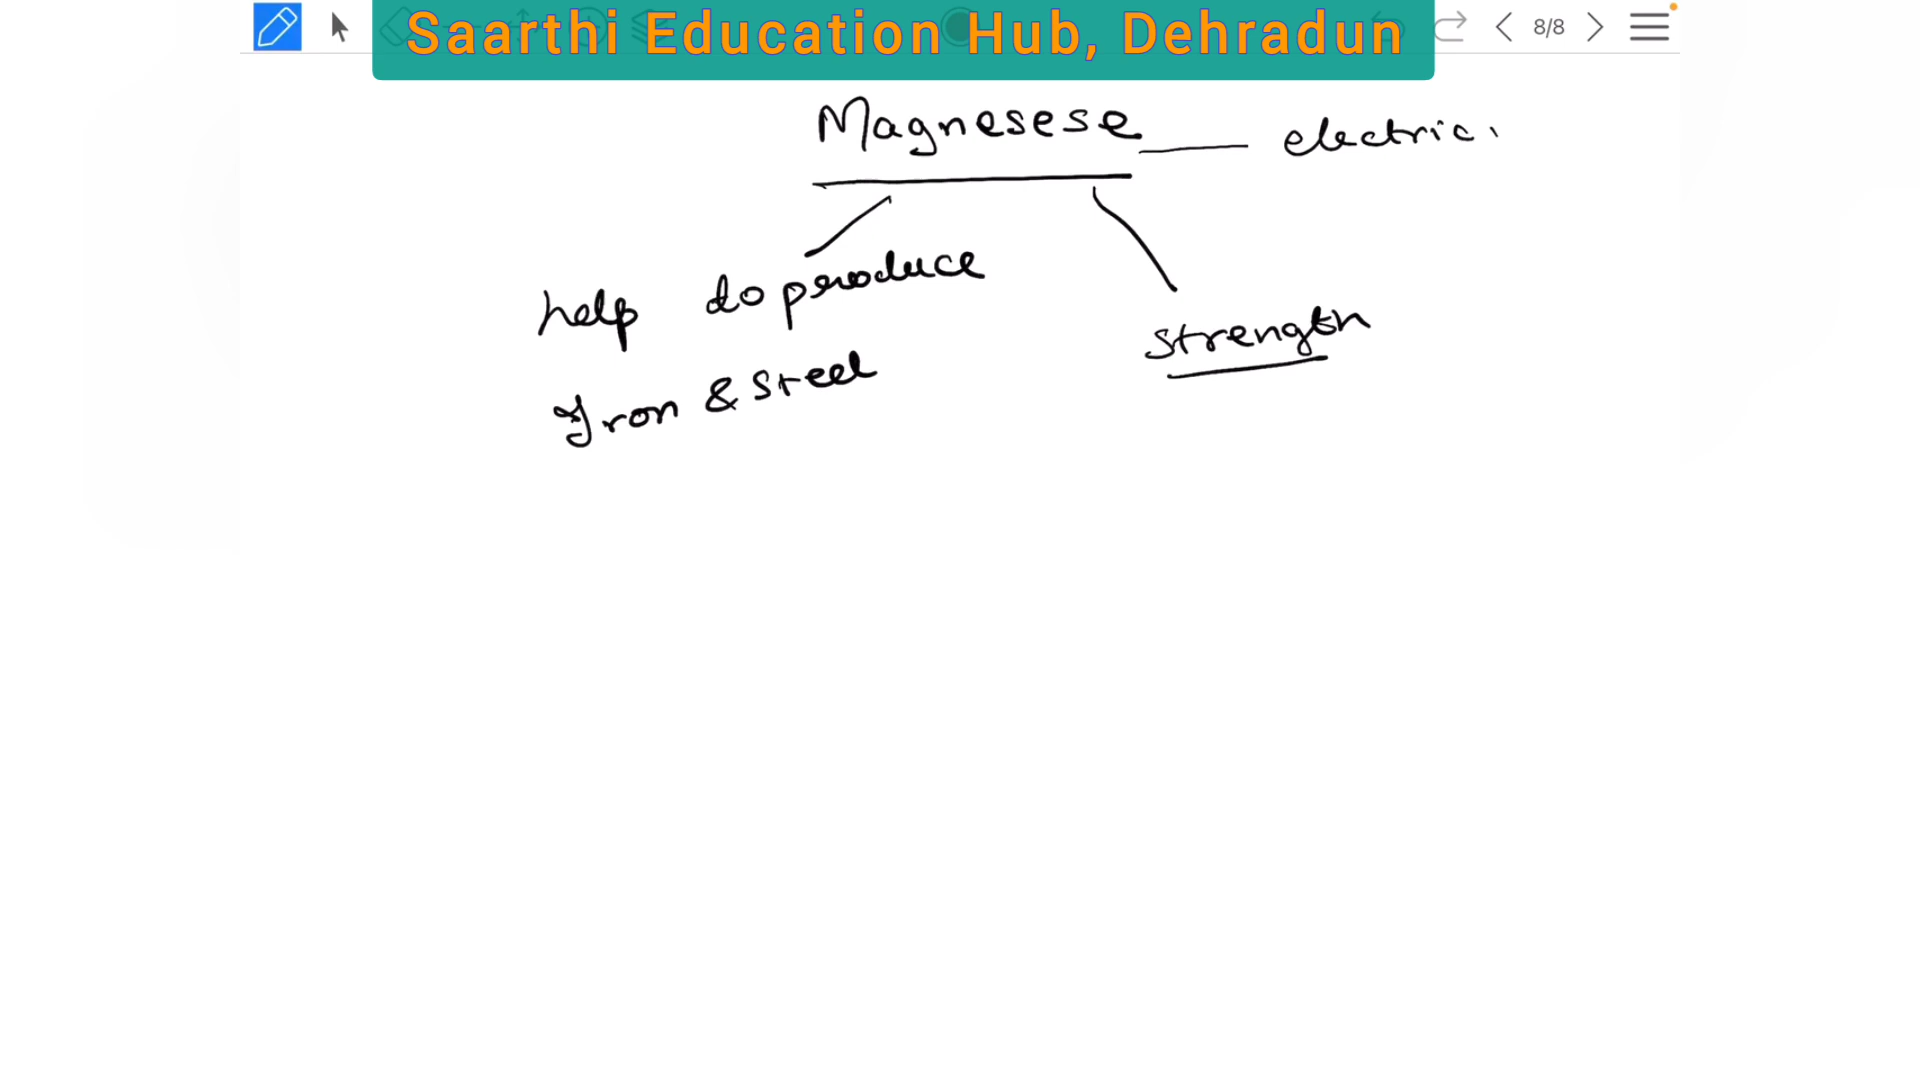 Saarthi Education Hub, Dehradun
8/8
Magnesese electric.
help do produce
Iron & Steel
strength